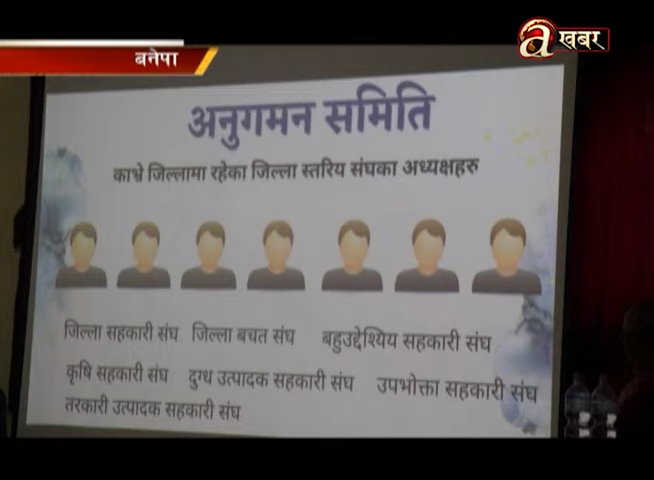 खबर
बनेपा
अनुगमन समिति
काभ्रे जिल्लामा रहेका जिल्ला स्तरिय संघका अध्यक्षहरु
जिल्ला सहकारी संघ जिल्ला बचत संघ बहुउद्देश्यिय सहकारी संघ
कृषि सहकारी संघ दुग्ध उत्पादक सहकारी संघ उपभोक्ता सहकारी संघ
तरकारी उत्पादक सहकारी संघ